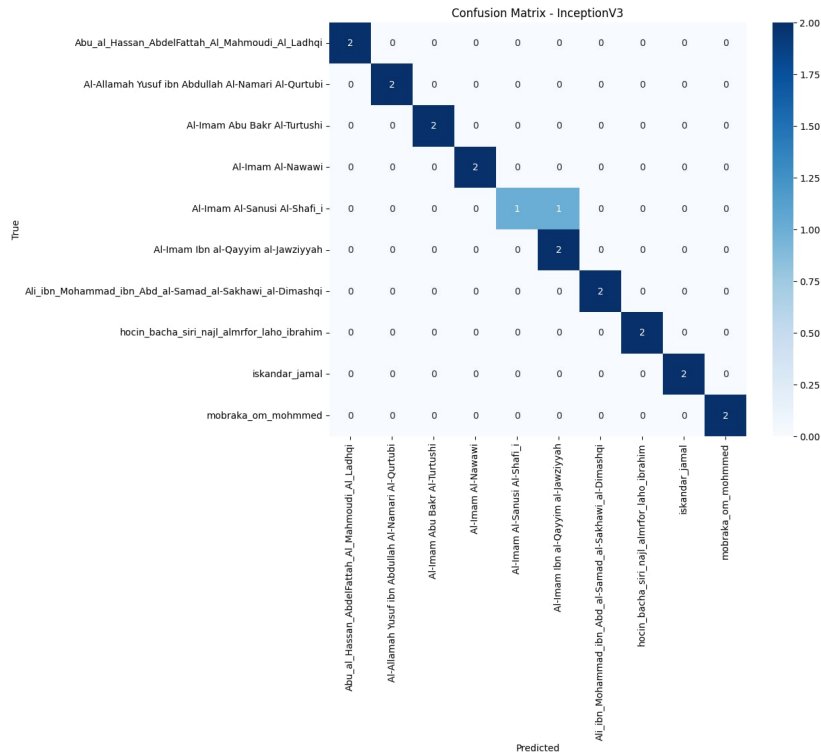 Confusion Matrix - InceptionV3
Abu_al_Hassan_AbdelFattah_Al_Mahmoudi_Al_Ladhqi 2 0 0 0 0 0 0 0 0 0
Al-Allamah Yusuf ibn Abdullah Al-Namari Al-Qurtubi 0 2 0 0 0 0 0 0 0 0
Al-Imam Abu Bakr Al-Turtushi 0 0 2 0 0 0 0 0 0 0
Al-Imam Al-Nawawi 0 0 0 2 0 0 0 0 0 0
Al-Imam Al-Sanusi Al-Shafi_i 0 0 0 0 1 1 0 0 0 0
Al-Imam Ibn al-Qayyim al-Jawziyyah 0 0 0 0 0 2 0 0 0 0
Ali_ibn_Mohammad_ibn_Abd_al-Samad_al-Sakhawi_al-Dimashqi 0 0 0 0 0 0 2 0 0 0
hocin_bacha_siri_najl_almrfor_laho_ibrahim 0 0 0 0 0 0 0 2 0 0
iskandar_jamal 0 0 0 0 0 0 0 0 2 0
mobraka_om_mohmmed 0 0 0 0 0 0 0 0 0 2
True
Abu_al_Hassan_AbdelFattah_Al_Mahmoudi_Al_Ladhqi
Al-Allamah Yusuf ibn Abdullah Al-Namari Al-Qurtubi
Al-Imam Abu Bakr Al-Turtushi
Al-Imam Al-Nawawi
Al-Imam Al-Sanusi Al-Shafi_i
Al-Imam Ibn al-Qayyim al-Jawziyyah
Ali_ibn_Mohammad_ibn_Abd_al-Samad_al-Sakhawi_al-Dimashqi
hocin_bacha_siri_najl_almrfor_laho_ibrahim
iskandar_jamal
mobraka_om_mohmmed
Predicted
2.00
1.75
1.50
1.25
1.00
0.75
0.50
0.25
0.00